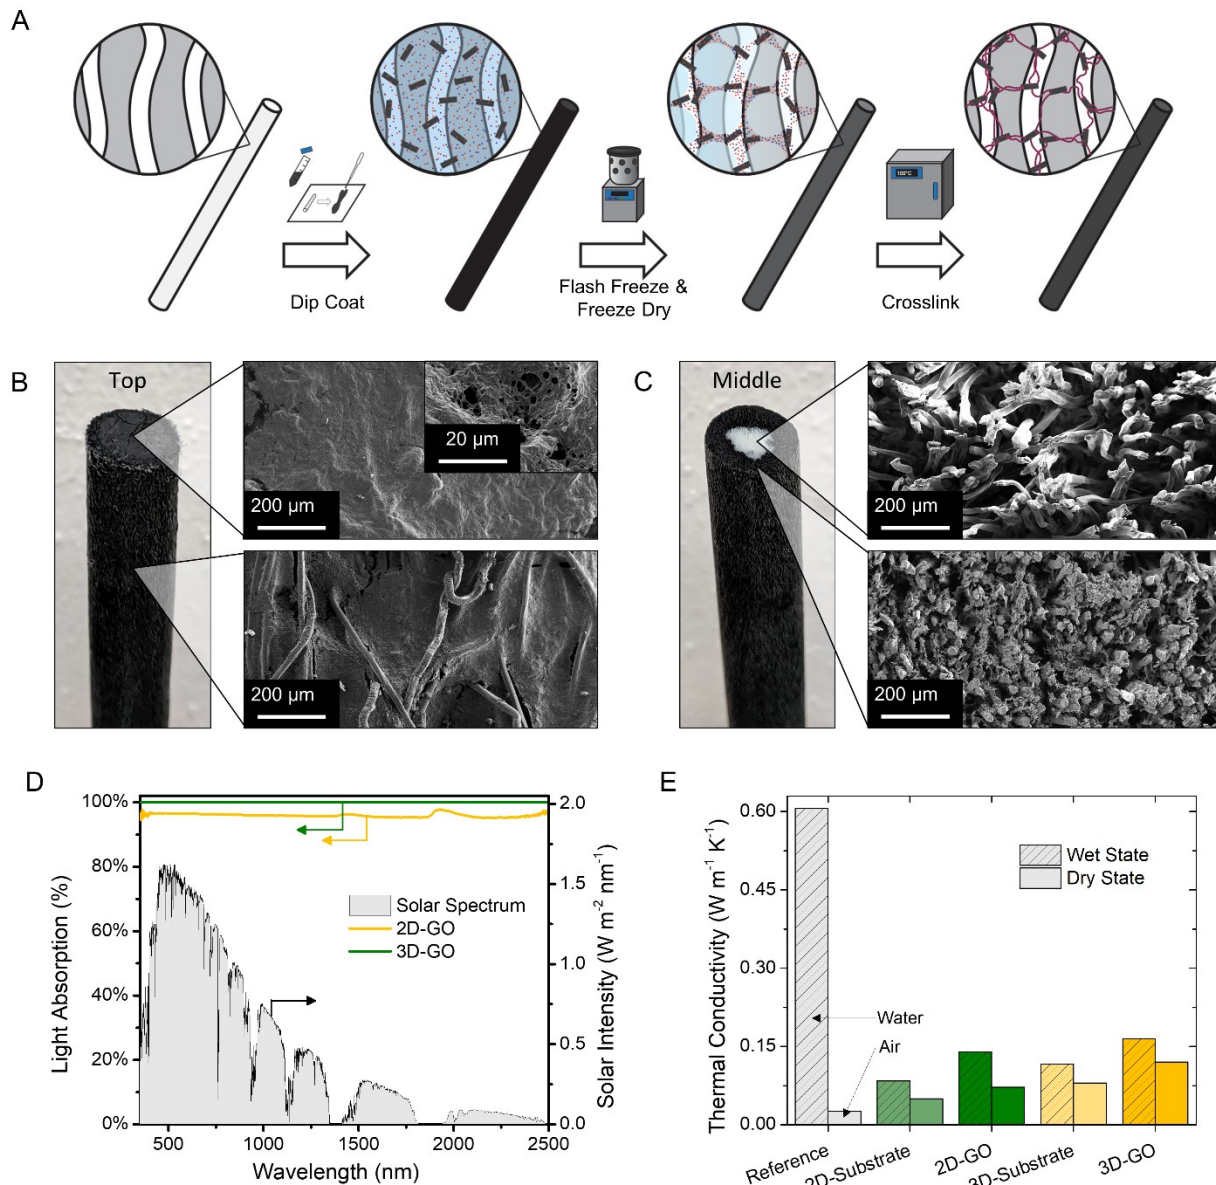 A
100°C
Dip Coat
Flash Freeze &
Freeze Dry
Crosslink
B
Top
20 µm
200 µm
200 µm
C
Middle
200 µm
200 µm
D
100%
80%
60%
40%
20%
0%
Light Absorption (%)
2.0
1.5
1.0
0.5
0.0
Solar Intensity (W m-2 nm-1)
Solar Spectrum
2D-GO
3D-GO
500
1000
1500
2000
2500
Wavelength (nm)
E
0.60
0.45
0.30
0.15
0.00
Thermal Conductivity (W m-1 K-1)
Wet State
Dry State
Water
Air
Reference
2D-Substrate
2D-GO
3D-Substrate
3D-GO